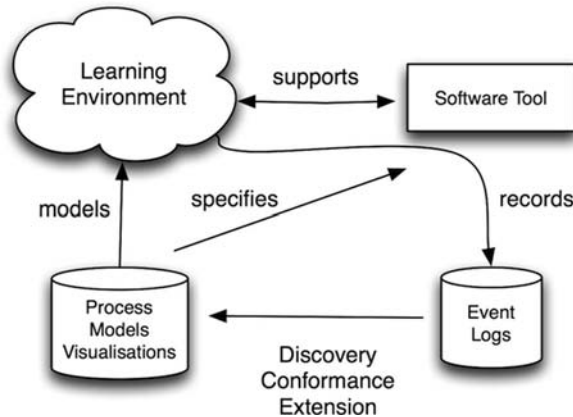 Learning
Environment
supports
Software Tool
models
specifies
records
Process
Models
Visualisations
Event
Logs
Discovery
Conformance
Extension